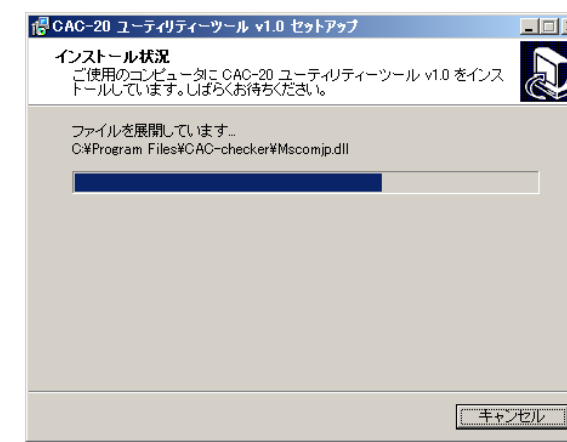 CAC-20 ユーティリティーツール v1.0 セットアップ
インストール状況
ご使用のコンピュータに CAC-20 ユーティリティーツール v1.0 をインス
トールしています。しばらくお待ちください。
ファイルを展開しています...
C:¥Program Files¥CAC-checker¥Mscomjp.dll
キャンセル